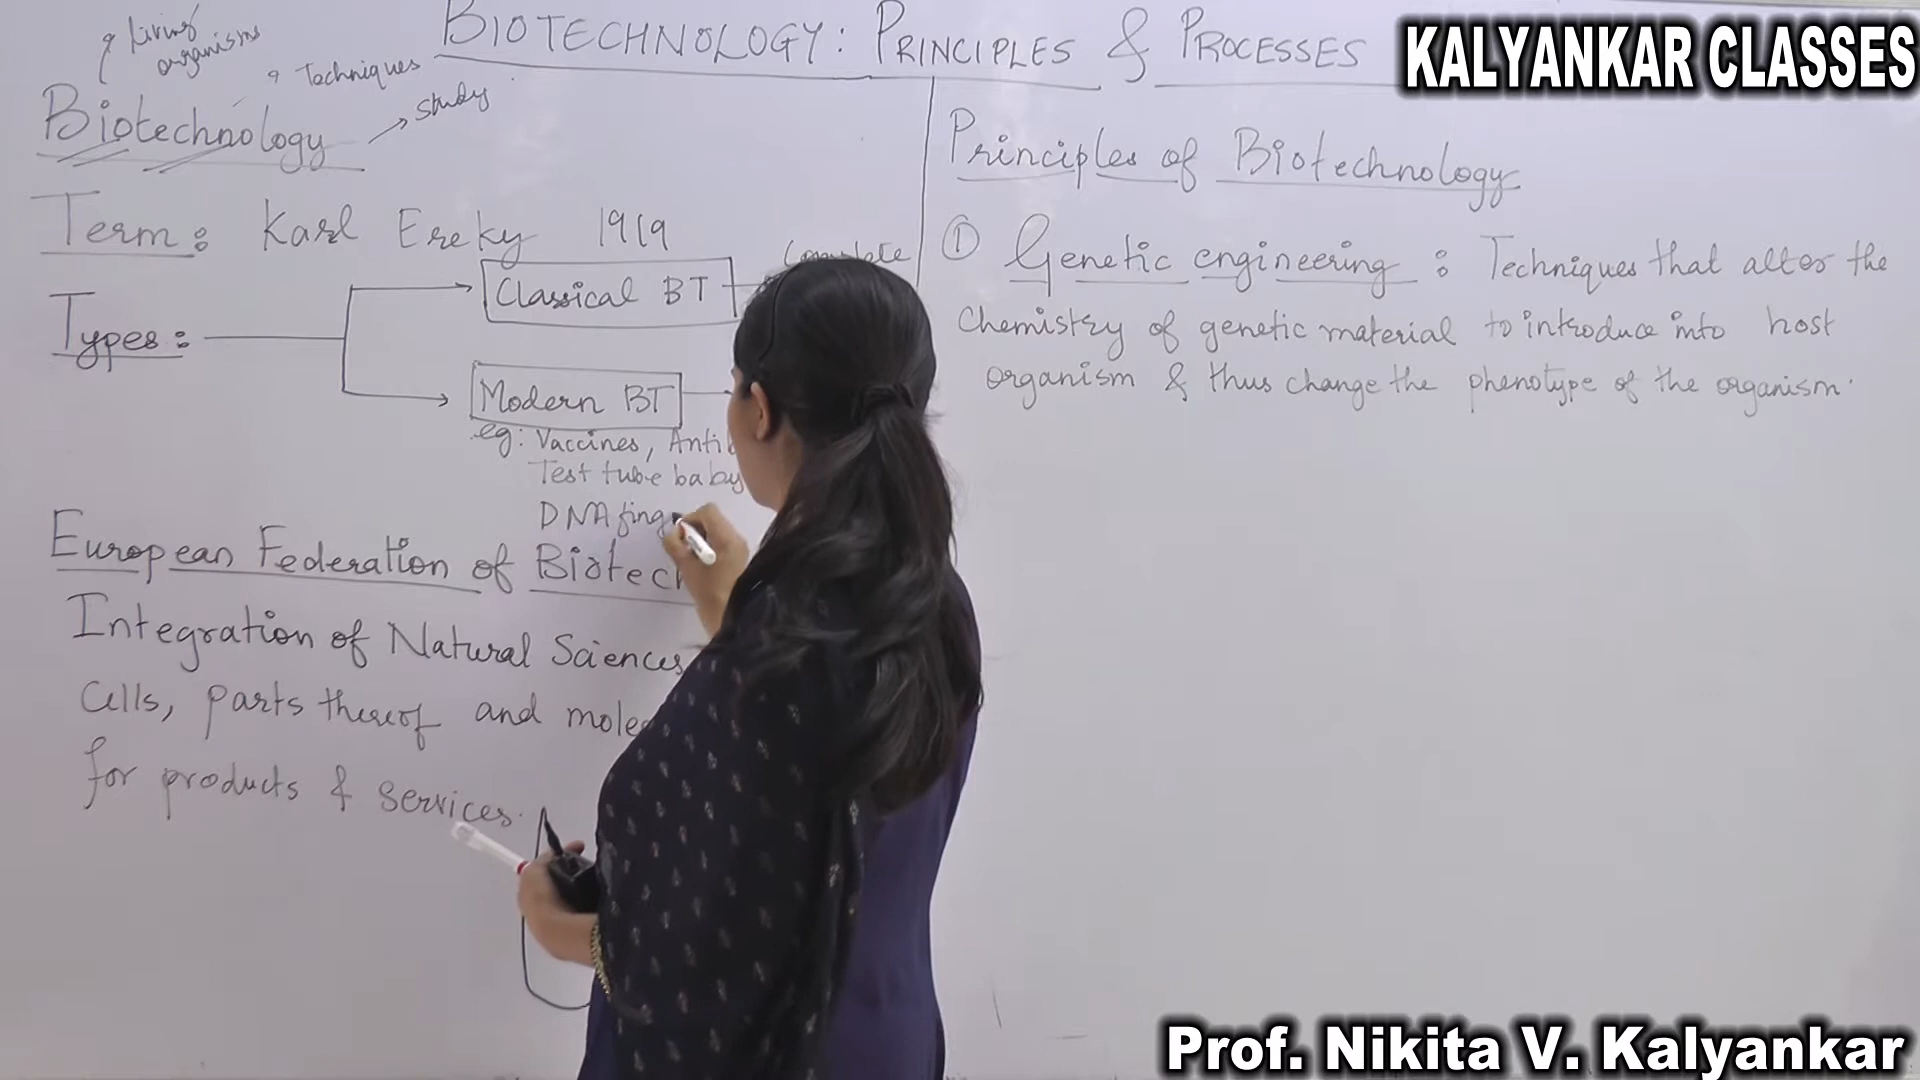 BIOTECHNOLOGY: PRINCIPLES & PROCESSES
KALYANKAR CLASSES
Living
organisms
Techniques
Study
Biotechnology
Term: Karl Ereky 1919
Types:
Classical BT
Modern BT
eg: Vaccines,
Test tube baby
DNA fing
European Federation of
Integration of Natural Sciences
Cells, parts thereof and
for products & services.
Principles of Biotechnology
① Genetic engineering: Techniques that alter the
Chemistry of genetic material to introduce into host
organism & thus change the phenotype of the organism.
Prof. Nikita V. Kalyankar